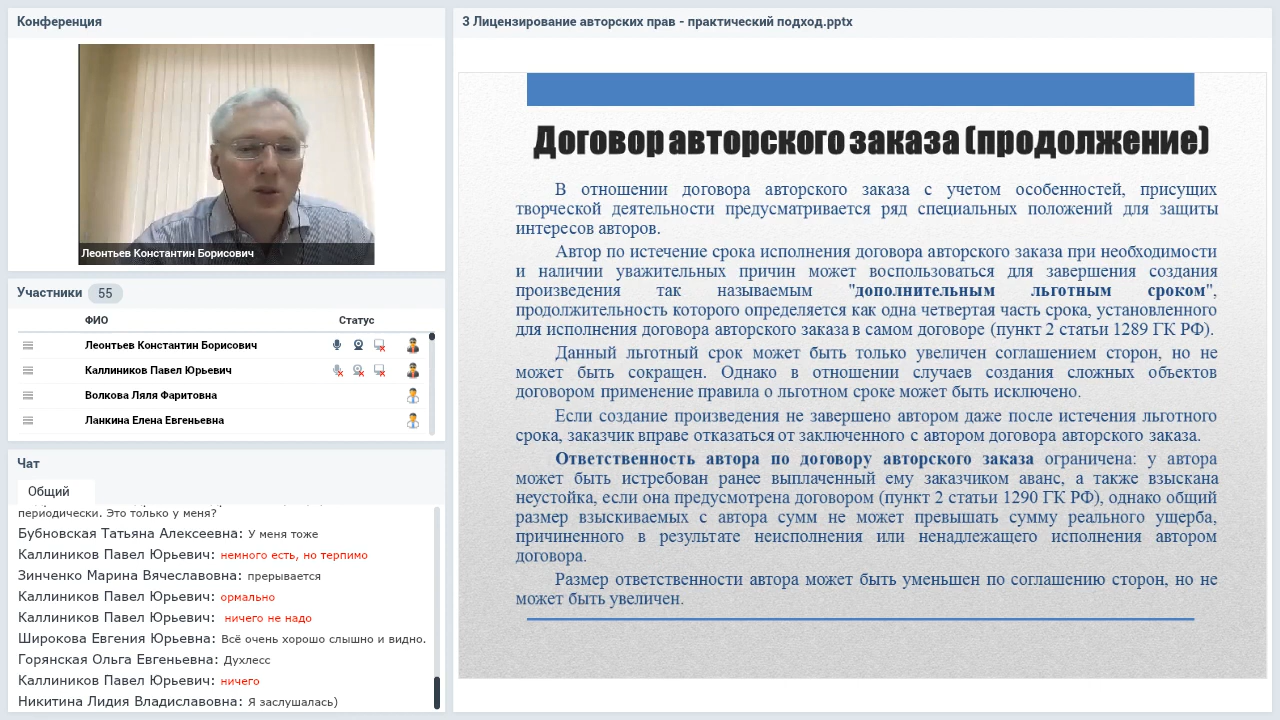 Конференция
Леонтьев Константин Борисович
Участники 55
ФИО Статус
Леонтьев Константин Борисович
Каллиников Павел Юрьевич
Волкова Ляля Фаритовна
Ланкина Елена Евгеньевна
Чат
Общий
периодически. Это только у меня?
Бубновская Татьяна Алексеевна: У меня тоже
Каллиников Павел Юрьевич: немного есть, но терпимо
Зинченко Марина Вячеславовна: прерывается
Каллиников Павел Юрьевич: ормально
Каллиников Павел Юрьевич: ничего не надо
Широкова Евгения Юрьевна: Всё очень хорошо слышно и видно.
Горянская Ольга Евгеньевна: Духлесс
Каллиников Павел Юрьевич: ничего
Никитина Лидия Владиславовна: Я заслушалась)
3 Лицензирование авторских прав - практический подход.pptx
Договор авторского заказа (продолжение)
В отношении договора авторского заказа с учетом особенностей, присущих
творческой деятельности предусматривается ряд специальных положений для защиты
интересов авторов.
Автор по истечение срока исполнения договора авторского заказа при необходимости
и наличии уважительных причин может воспользоваться для завершения создания
произведения так называемым "дополнительным льготным сроком",
продолжительность которого определяется как одна четвертая часть срока, установленного
для исполнения договора авторского заказа в самом договоре (пункт 2 статьи 1289 ГК РФ).
Данный льготный срок может быть только увеличен соглашением сторон, но не
может быть сокращен. Однако в отношении случаев создания сложных объектов
договором применение правила о льготном сроке может быть исключено.
Если создание произведения не завершено автором даже после истечения льготного
срока, заказчик вправе отказаться от заключенного с автором договора авторского заказа.
Ответственность автора по договору авторского заказа ограничена: у автора
может быть истребован ранее выплаченный ему заказчиком аванс, а также взыскана
неустойка, если она предусмотрена договором (пункт 2 статьи 1290 ГК РФ), однако общий
размер взыскиваемых с автора сумм не может превышать сумму реального ущерба,
причиненного в результате неисполнения или ненадлежащего исполнения автором
договора.
Размер ответственности автора может быть уменьшен по соглашению сторон, но не
может быть увеличен.